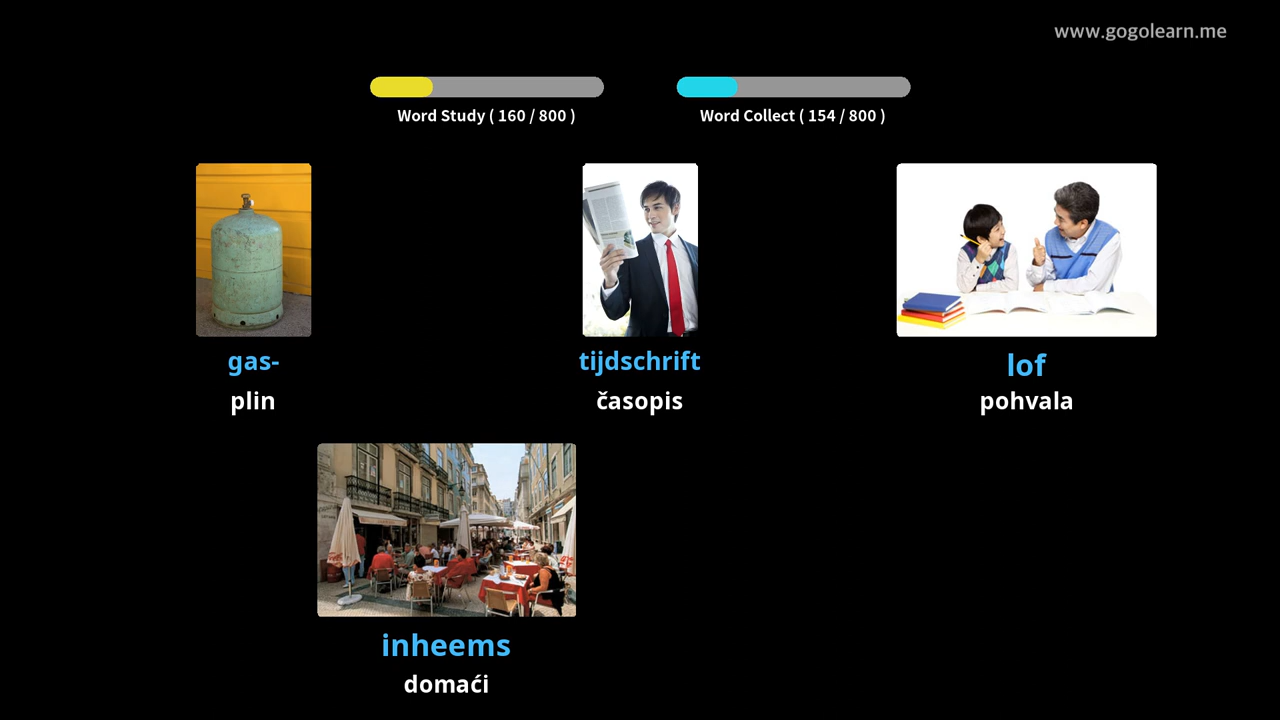 www.gogolearn.me
Word Study ( 160 / 800 )
Word Collect ( 154 / 800 )
gas-
tijdschrift
lof
plin
časopis
pohvala
inheems
domaći